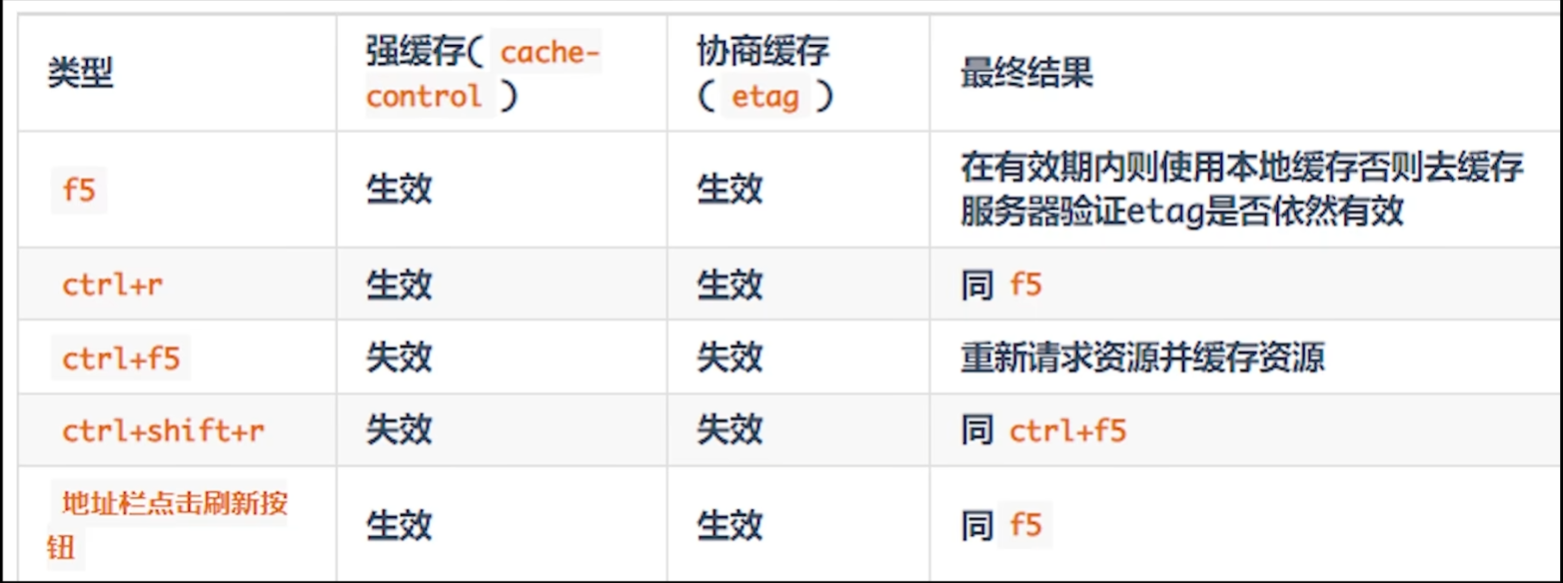 类型
强缓存( cache-
control )
协商缓存
( etag )
最终结果
f5
生效
生效
在有效期内则使用本地缓存否则去缓存
服务器验证etag是否依然有效
ctrl+r
生效
生效
同 f5
ctrl+f5
失效
失效
重新请求资源并缓存资源
ctrl+shift+r
失效
失效
同 ctrl+f5
地址栏点击刷新按
钮
生效
生效
同 f5